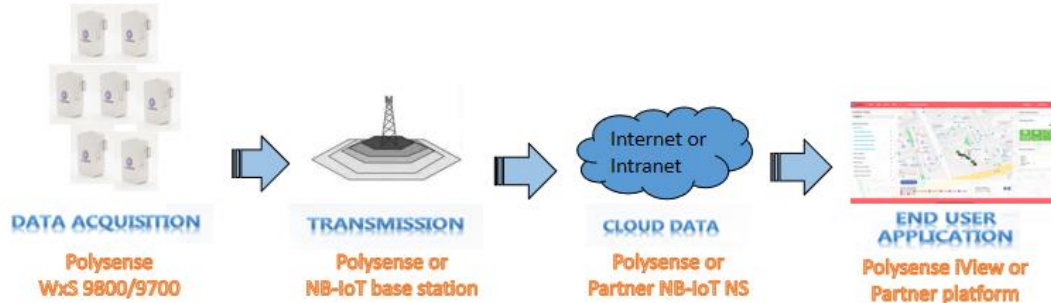 Internet or
Intranet
DATA ACQUISITION
TRANSMISSION
CLOUD DATA
END USER
APPLICATION
Polysense
WxS 9800/9700
Polysense or
NB-IoT base station
Polysense or
Partner NB-IoT NS
Polysense iView or
Partner platform